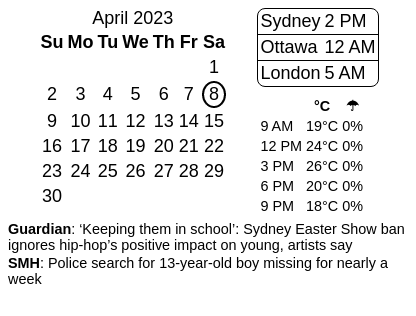 April 2023
Su Mo Tu We Th Fr Sa
1
2 3 4 5 6 7 8
9 10 11 12 13 14 15
16 17 18 19 20 21 22
23 24 25 26 27 28 29
30
Sydney 2 PM
Ottawa 12 AM
London 5 AM
°C ☂
9 AM 19°C 0%
12 PM 24°C 0%
3 PM 26°C 0%
6 PM 20°C 0%
9 PM 18°C 0%
Guardian: ‘Keeping them in school’: Sydney Easter Show ban
ignores hip-hop’s positive impact on young, artists say
SMH: Police search for 13-year-old boy missing for nearly a
week